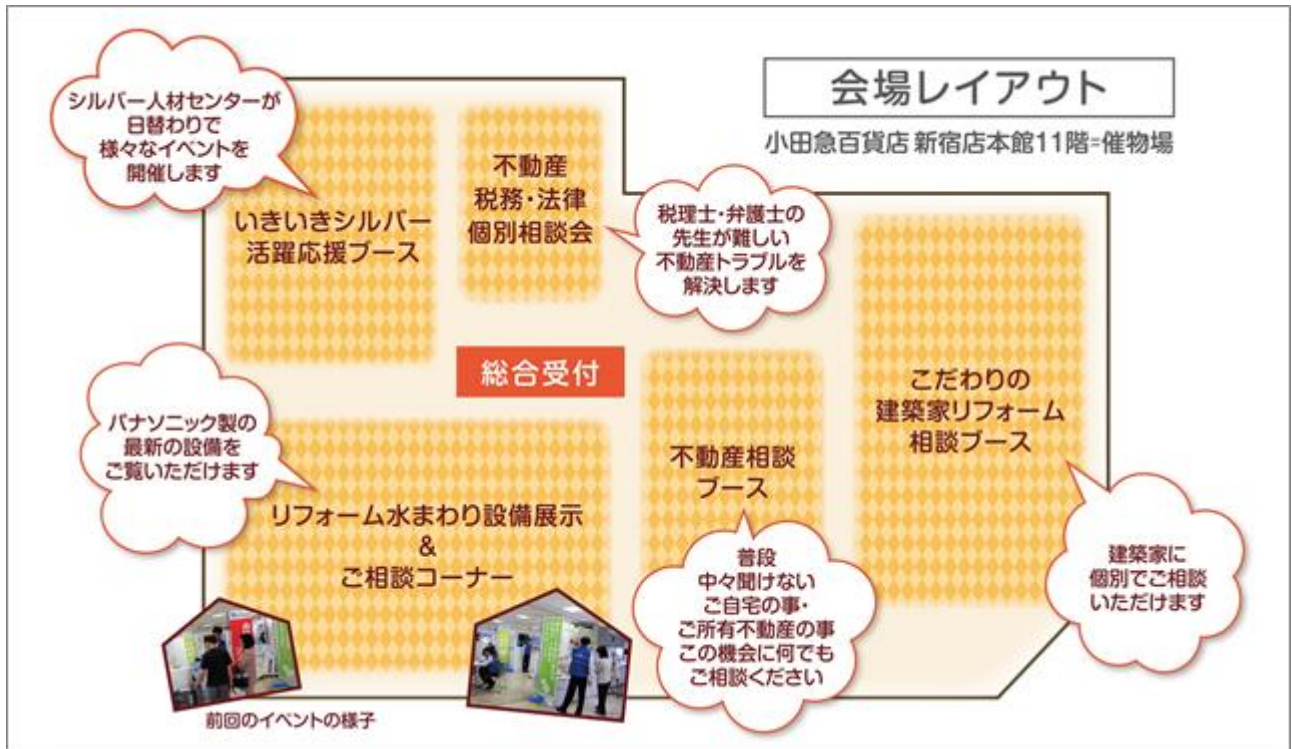 会場レイアウト
小田急百貨店 新宿店本館11階=催物場
シルバー人材センターが
日替わりで
様々なイベントを
開催します
いきいきシルバー
活躍応援ブース
不動産
税務・法律
個別相談会
税理士・弁護士の
先生が難しい
不動産トラブルを
解決します
総合受付
こだわりの
建築家リフォーム
相談ブース
建築家に
個別でご相談
いただけます
パナソニック製の
最新の設備を
ご覧いただけます
リフォーム水まわり設備展示
&
ご相談コーナー
不動産相談
ブース
普段
中々聞けない
ご自宅の事・
ご所有不動産の事
この機会に何でも
ご相談ください
前回のイベントの様子